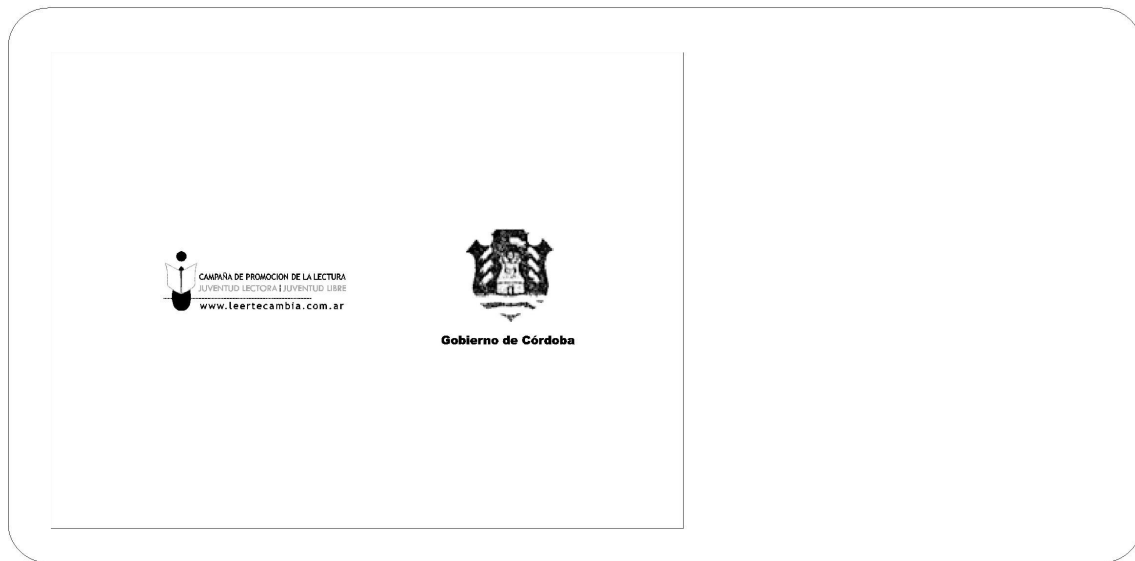 CAMPAÑA DE PROMOCION DE LA LECTURA
JUVENTUD LECTORA | JUVENTUD LIBRE
www.leertecambia.com.ar
Gobierno de Córdoba